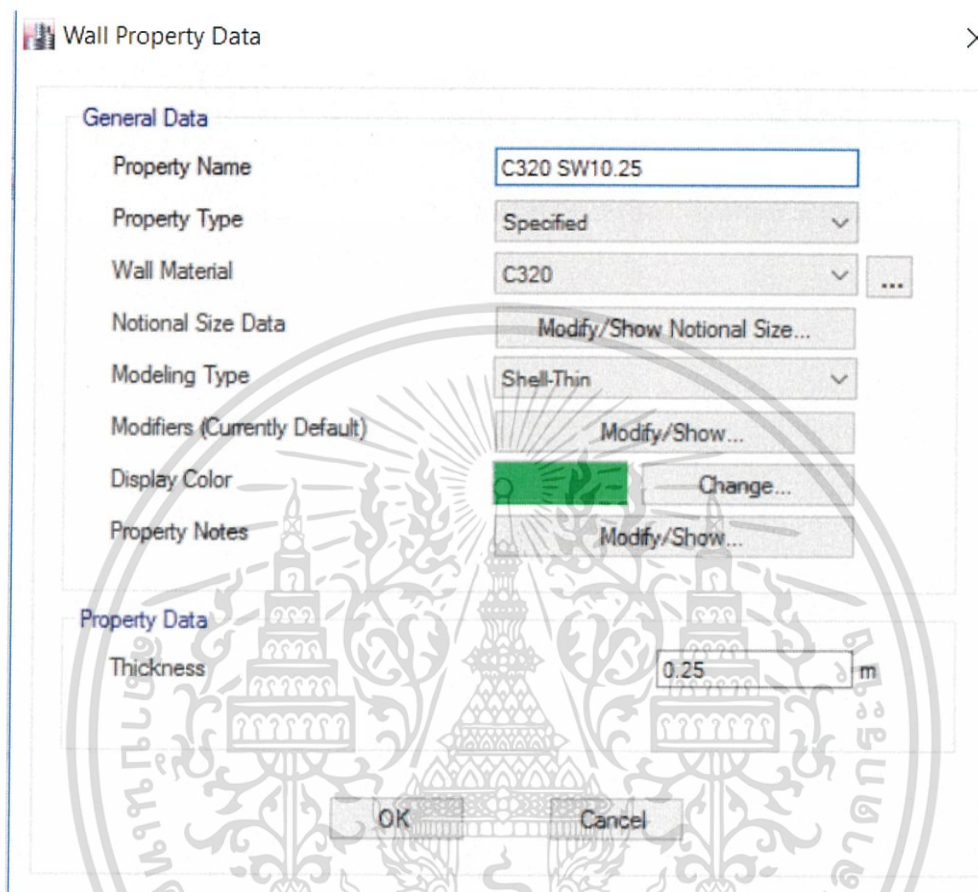 Wall Property Data
General Data
Property Name C320 SW10.25
Property Type Specified
Wall Material C320 ...
Notional Size Data Modify/Show Notional Size...
Modeling Type Shell-Thin
Modifiers (Currently Default) Modify/Show...
Display Color Change...
Property Notes Modify/Show...
Property Data
Thickness 0.25 m
OK Cancel